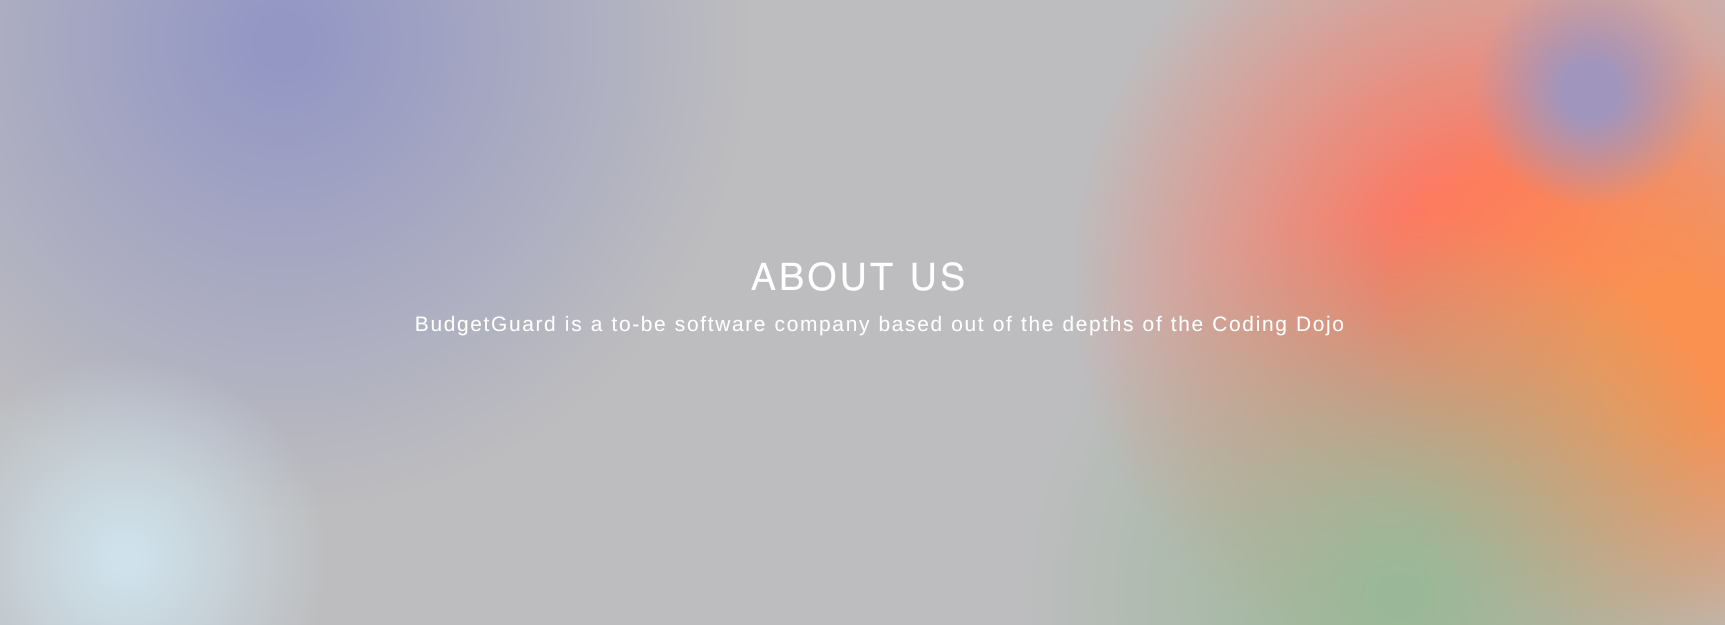 ABOUT US
BudgetGuard is a to-be software company based out of the depths of the Coding Dojo